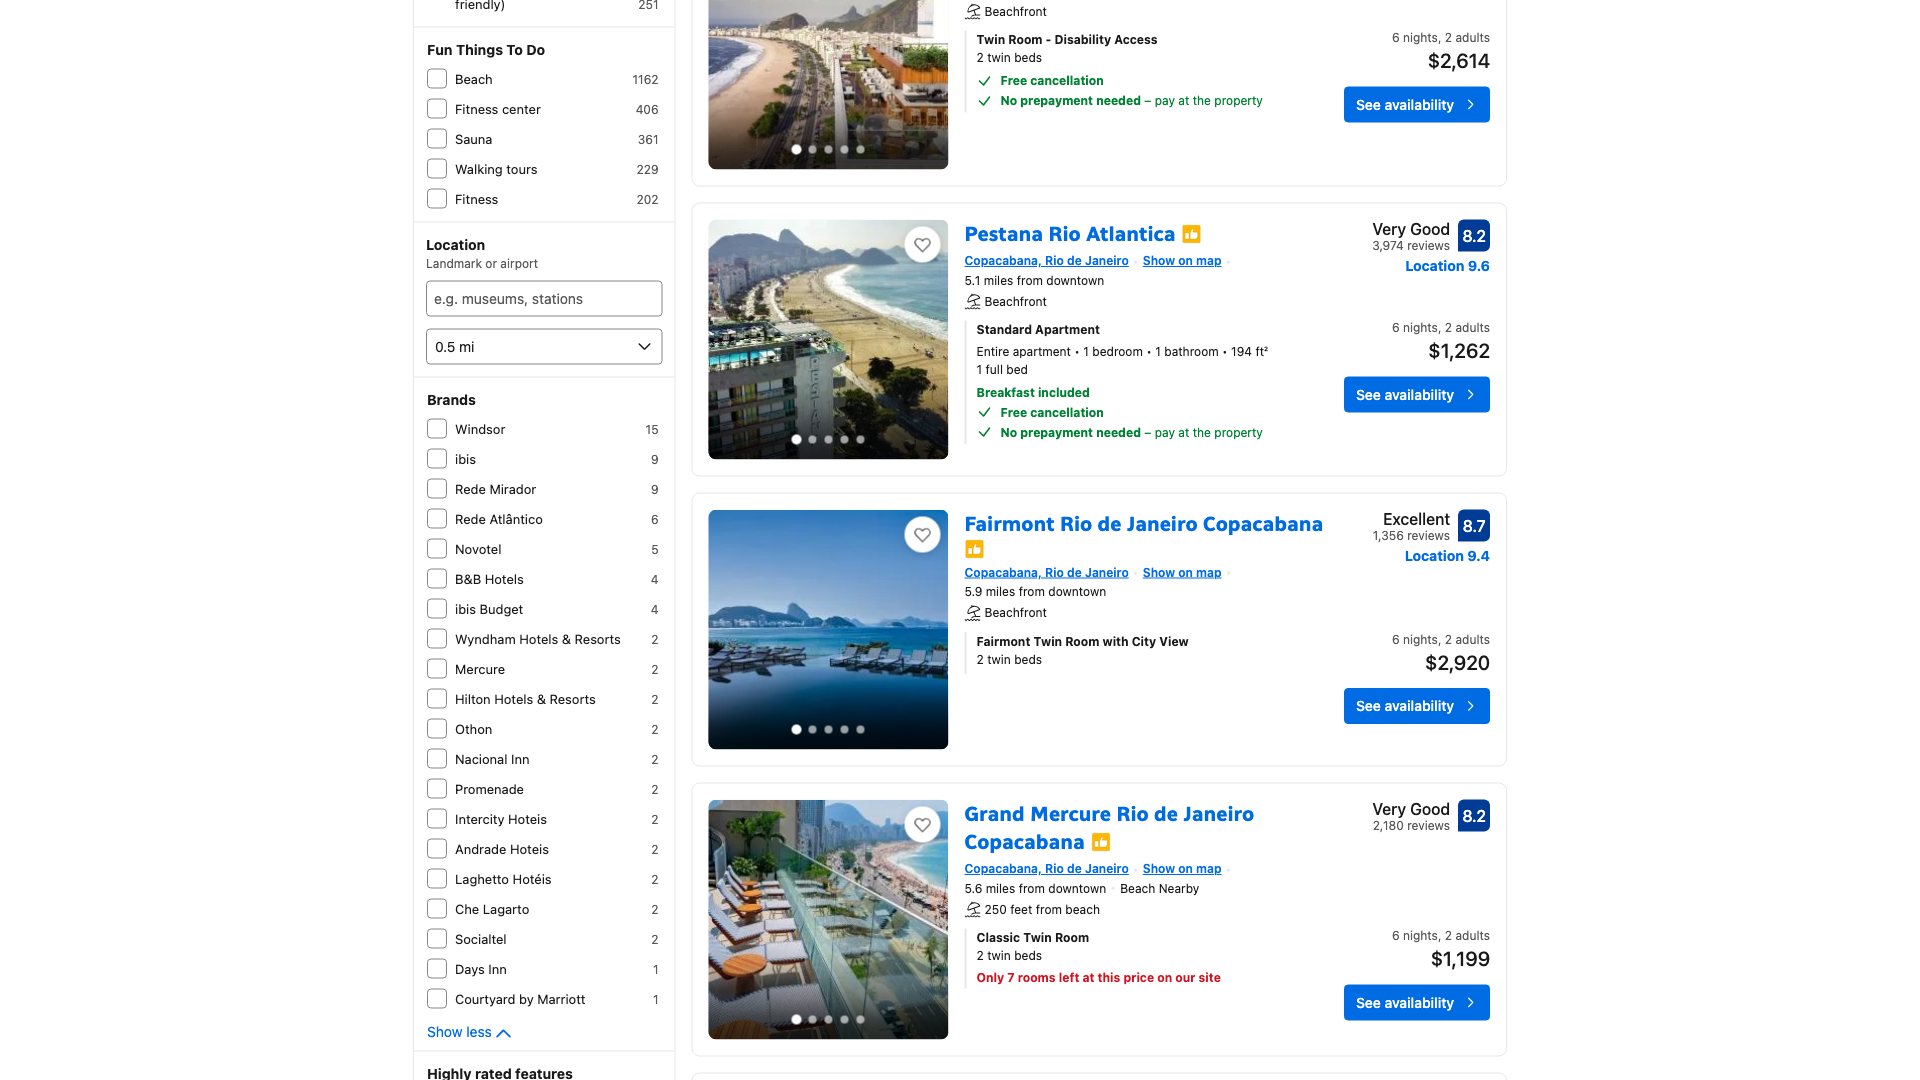 friendly)
251
Fun Things To Do
Beach
1162
Fitness center
406
Sauna
361
Walking tours
229
Fitness
202
Location
Landmark or airport
e.g. museums, stations
0.5 mi
Brands
Windsor
15
ibis
9
Rede Mirador
9
Rede Atlântico
6
Novotel
5
B&B Hotels
4
ibis Budget
4
Wyndham Hotels & Resorts
2
Mercure
2
Hilton Hotels & Resorts
2
Othon
2
Nacional Inn
2
Promenade
2
Intercity Hoteis
2
Andrade Hoteis
2
Laghetto Hotéis
2
Che Lagarto
2
Socialtel
2
Days Inn
1
Courtyard by Marriott
1
Show less
Highly rated features
Beachfront
Twin Room - Disability Access
2 twin beds
Free cancellation
No prepayment needed – pay at the property
6 nights, 2 adults
$2,614
See availability
Pestana Rio Atlantica
Copacabana, Rio de Janeiro
Show on map
5.1 miles from downtown
Beachfront
Very Good
3,974 reviews
8.2
Location 9.6
Standard Apartment
Entire apartment • 1 bedroom • 1 bathroom • 194 ft²
1 full bed
Breakfast included
Free cancellation
No prepayment needed – pay at the property
6 nights, 2 adults
$1,262
See availability
PESTANA
Fairmont Rio de Janeiro Copacabana
Copacabana, Rio de Janeiro
Show on map
5.9 miles from downtown
Beachfront
Excellent
1,356 reviews
8.7
Location 9.4
Fairmont Twin Room with City View
2 twin beds
6 nights, 2 adults
$2,920
See availability
Grand Mercure Rio de Janeiro
Copacabana
Copacabana, Rio de Janeiro
Show on map
5.6 miles from downtown
Beach Nearby
250 feet from beach
Very Good
2,180 reviews
8.2
Classic Twin Room
2 twin beds
Only 7 rooms left at this price on our site
6 nights, 2 adults
$1,199
See availability